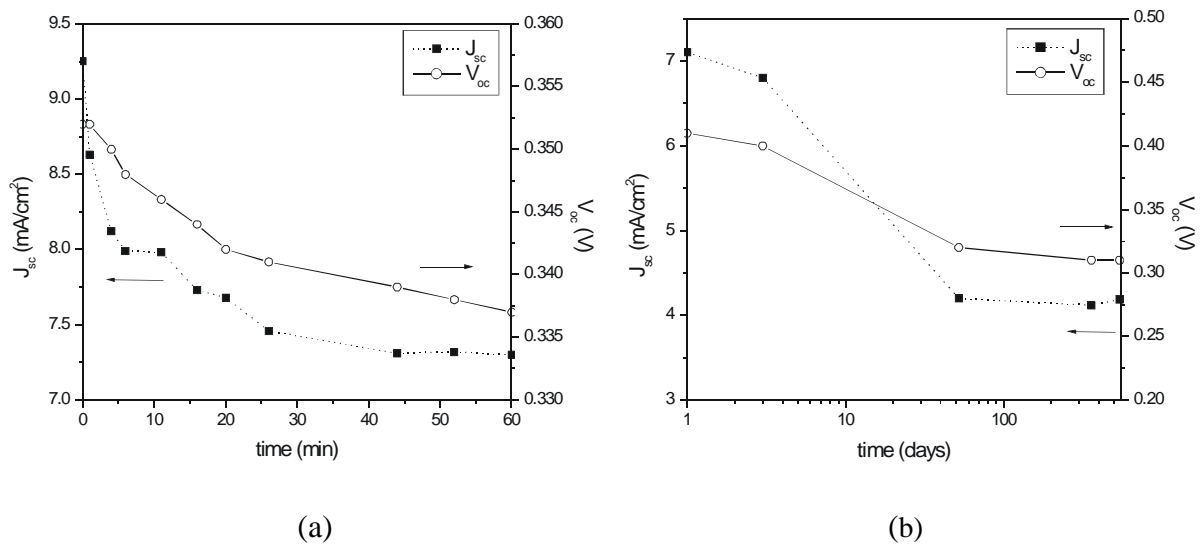 9.5
9.0
8.5
8.0
7.5
7.0
J_sc (mA/cm²)
0 10 20 30 40 50 60
time (min)
0.360
0.355
0.350
0.345
0.340
0.335
0.330
V_oc (V)
J_sc
V_oc
(a)
7
6
5
4
3
J_sc (mA/cm²)
1 10 100
time (days)
0.50
0.45
0.40
0.35
0.30
0.25
0.20
V_oc (V)
J_sc
V_oc
(b)